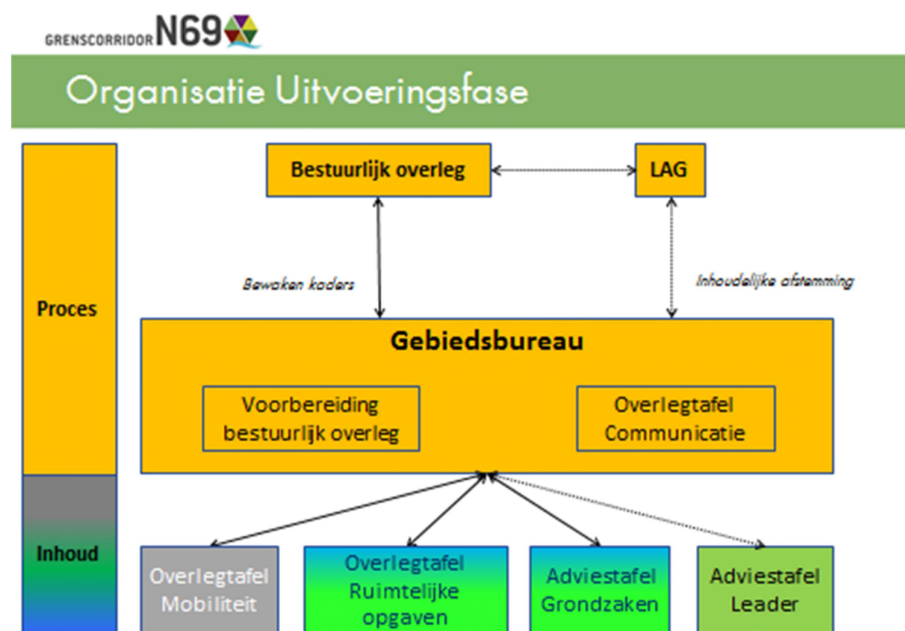 GRENSCORRIDOR N69
Organisatie Uitvoeringsfase
Bestuurlijk overleg
LAG
Bewaken kaders
Inhoudelijke afstemming
Proces
Gebiedsbureau
Voorbereiding
bestuurlijk overleg
Overlegtafel
Communicatie
Inhoud
Overlegtafel
Mobiliteit
Overlegtafel
Ruimtelijke
opgaven
Adviestafel
Grondzaken
Adviestafel
Leader